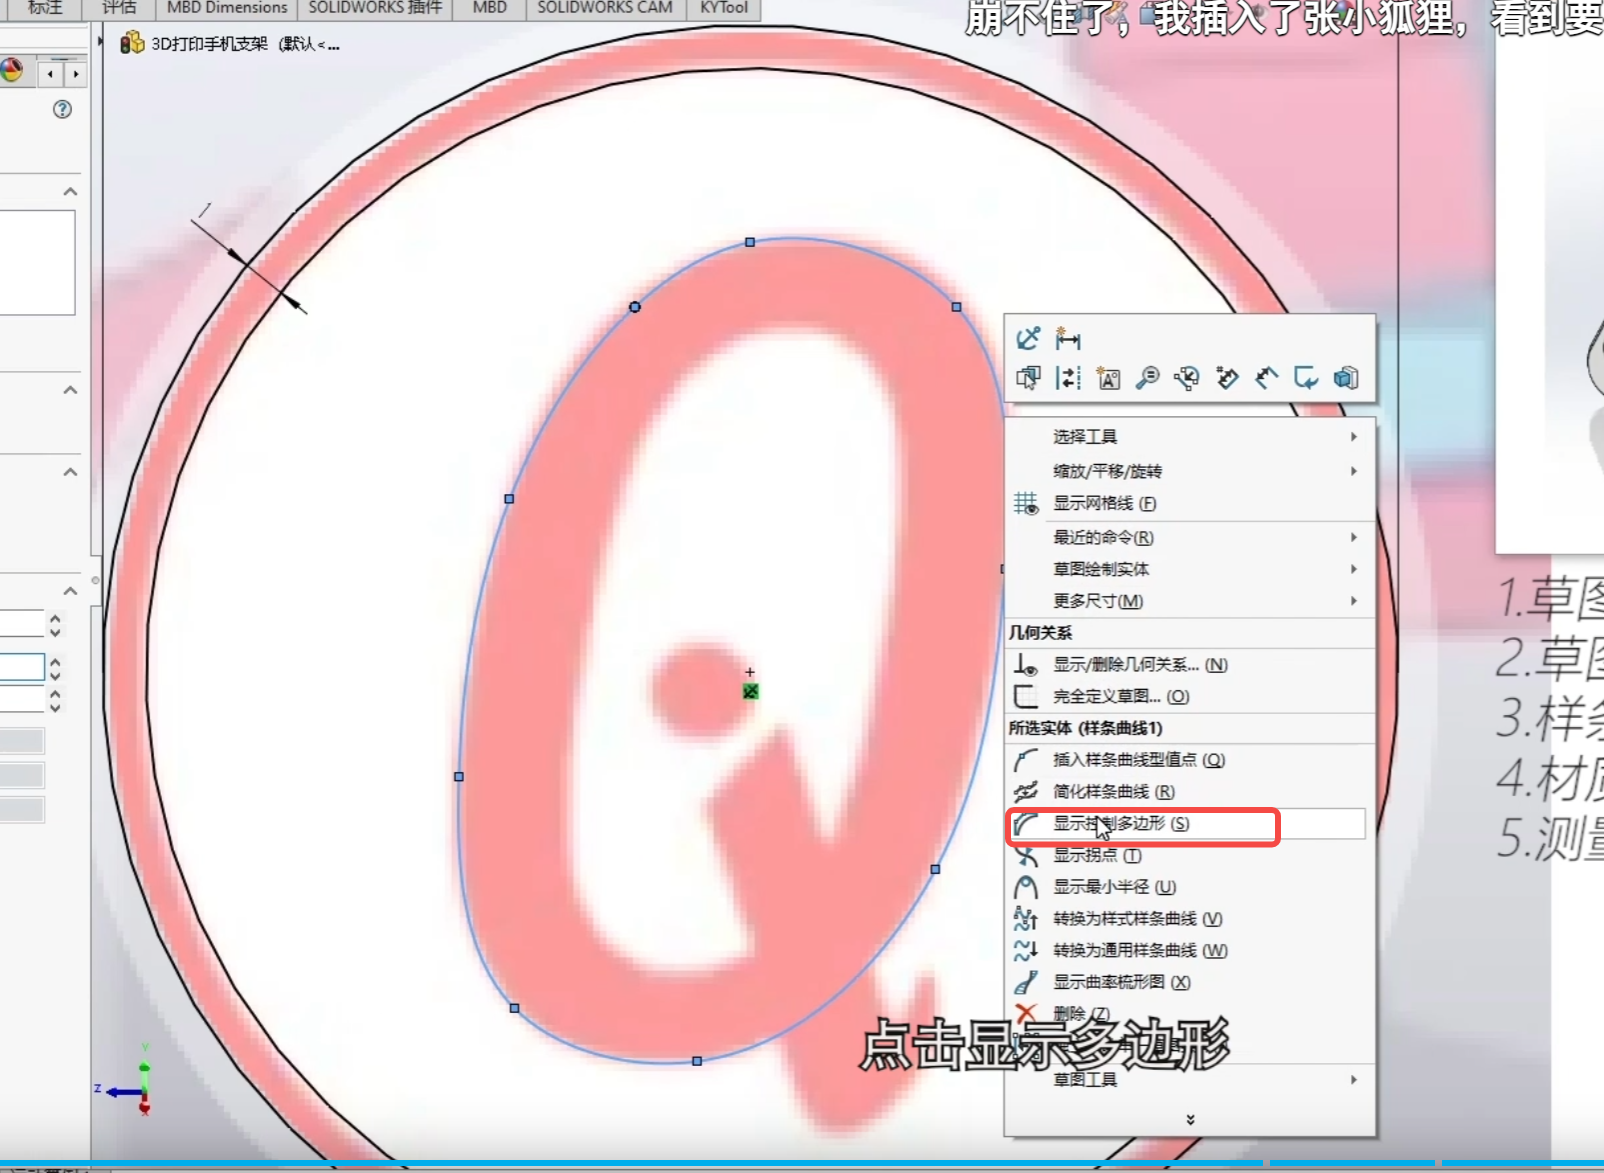 标注 评估 MBD Dimensions SOLIDWORKS 插件 MBD SOLIDWORKS CAM KYTool
崩不住了，我插入了张小狐狸，看到要
3D打印手机支架 (默认<...
1
选择工具
缩放/平移/旋转
显示网格线 (F)
最近的命令(R)
草图绘制实体
更多尺寸(M)
几何关系
显示/删除几何关系... (N)
完全定义草图... (O)
所选实体 (样条曲线1)
插入样条曲线型值点 (Q)
简化样条曲线 (R)
显示控制多边形 (S)
显示拐点 (T)
显示最小半径 (U)
转换为样式样条曲线 (V)
转换为通用样条曲线 (W)
显示曲率梳形图 (X)
删除 (Z)
点击显示多边形
草图工具
1.草图
2.草图
3.样条
4.材质
5.测量
Y
Z
X